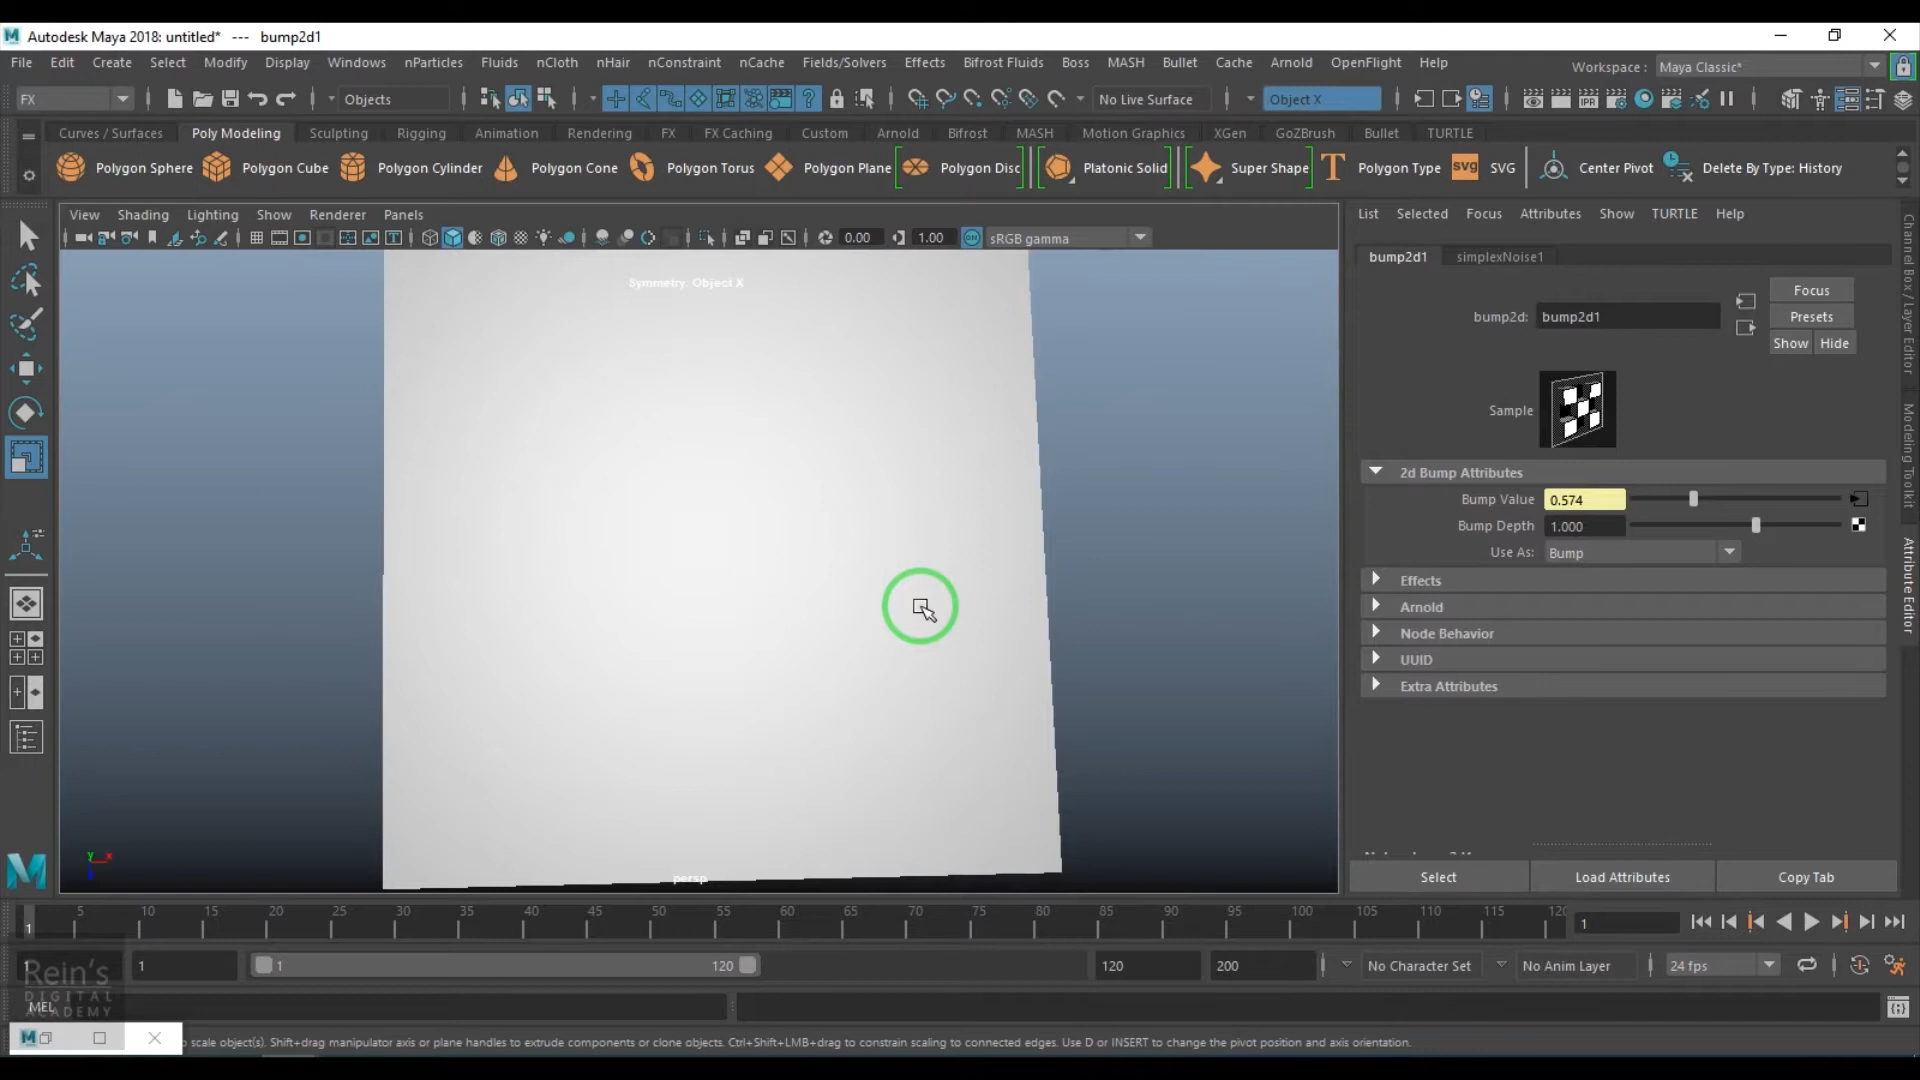 Autodesk Maya 2018: untitled* --- bump2d1
File Edit Create Select Modify Display Windows nParticles Fluids nCloth nHair nConstraint nCache Fields/Solvers Effects Bifrost Fluids Boss MASH Bullet Cache Arnold OpenFlight Help
Workspace : Maya Classic*
FX Objects No Live Surface Object X
Curves / Surfaces Poly Modeling Sculpting Rigging Animation Rendering FX FX Caching Custom Arnold Bifrost MASH Motion Graphics XGen GoZBrush Bullet TURTLE
Polygon Sphere Polygon Cube Polygon Cylinder Polygon Cone Polygon Torus Polygon Plane Polygon Disc Platonic Solid Super Shape Polygon Type svg SVG Center Pivot Delete By Type: History
View Shading Lighting Show Renderer Panels
0.00 1.00 ON sRGB gamma
Symmetry: Object X
persp
y x
List Selected Focus Attributes Show TURTLE Help
bump2d1 simplexNoise1
Focus
bump2d: bump2d1
Presets
Show Hide
Sample
2d Bump Attributes
Bump Value 0.574
Bump Depth 1.000
Use As: Bump
Effects
Arnold
Node Behavior
UUID
Extra Attributes
Select Load Attributes Copy Tab
Channel Box / Layer Editor
Modeling Toolkit
Attribute Editor
5 10 15 20 25 30 35 40 45 50 55 60 65 70 75 80 85 90 95 100 105 110 115 120
1
1
1 1 1 120 120 200 No Character Set No Anim Layer 24 fps
Rein's
DIGITAL
ACADEMY
MEL
to scale object(s). Shift+drag manipulator axis or plane handles to extrude components or clone objects. Ctrl+Shift+LMB+drag to constrain scaling to connected edges. Use D or INSERT to change the pivot position and axis orientation.